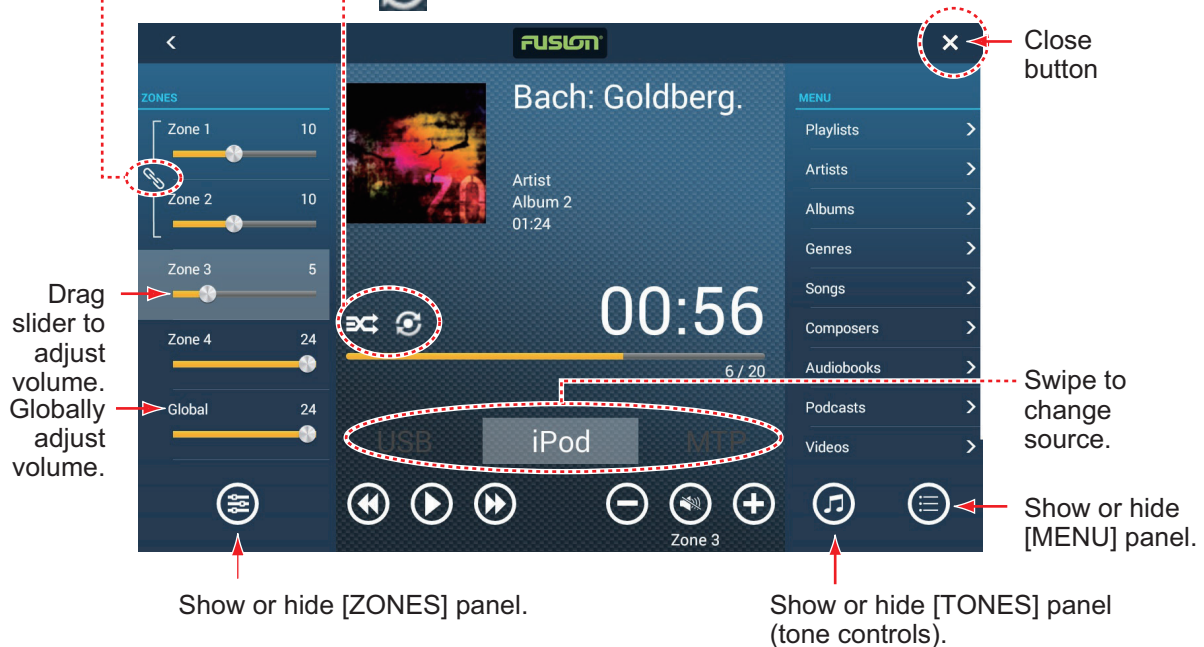 FUSION
Close
button
ZONES
Zone 1 10
Zone 2 10
Zone 3 5
Zone 4 24
Global 24
Drag
slider to
adjust
volume.
Globally
adjust
volume.
Bach: Goldberg.
70
Artist
Album 2
01:24
00:56
6 / 20
USB
iPod
MTP
Zone 3
MENU
Playlists
Artists
Albums
Genres
Songs
Composers
Audiobooks
Podcasts
Videos
Swipe to
change
source.
Show or hide
[MENU] panel.
Show or hide [ZONES] panel.
Show or hide [TONES] panel
(tone controls).